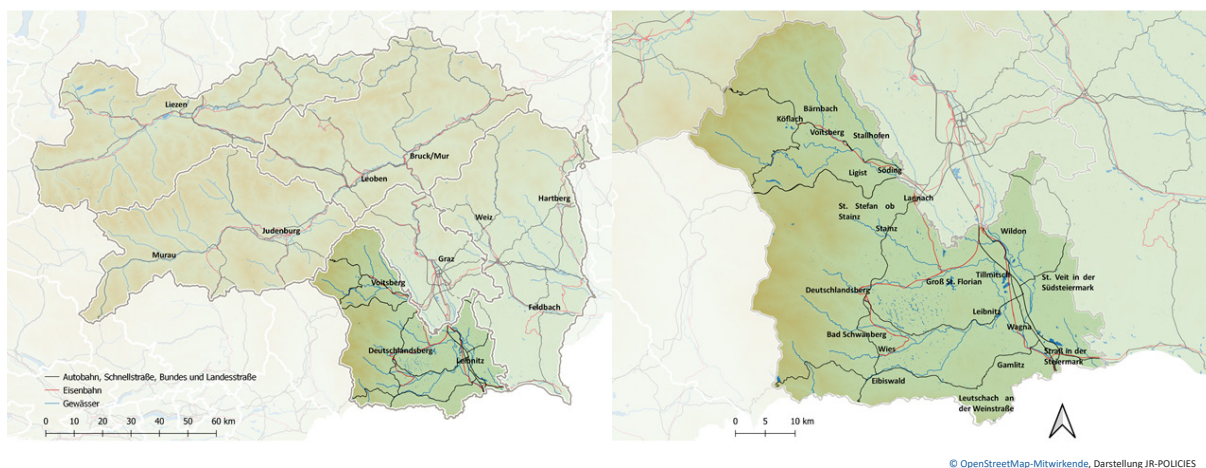 Liezen
Bruck/Mur
Leoben
Hartberg
Weiz
Judenburg
Murau
Graz
Voitsberg
Feldbach
Deutschlandsberg
Leibnitz
Autobahn, Schnellstraße, Bundes und Landesstraße
Eisenbahn
Gewässer
0 10 20 30 40 50 60 km
Bärnbach
Köflach
Voitsberg
Stallhofen
Ligist
Söding
Lannach
St. Stefan ob
Stainz
Stainz
Wildon
Tillmitsch
St. Veit in der
Südsteiermark
Groß St. Florian
Deutschlandsberg
Leibnitz
Wagna
Bad Schwanberg
Wies
Straß in der
Steiermark
Gamlitz
Eibiswald
Leutschach an
der Weinstraße
0 5 10 km
© OpenStreetMap-Mitwirkende, Darstellung JR-POLICIES